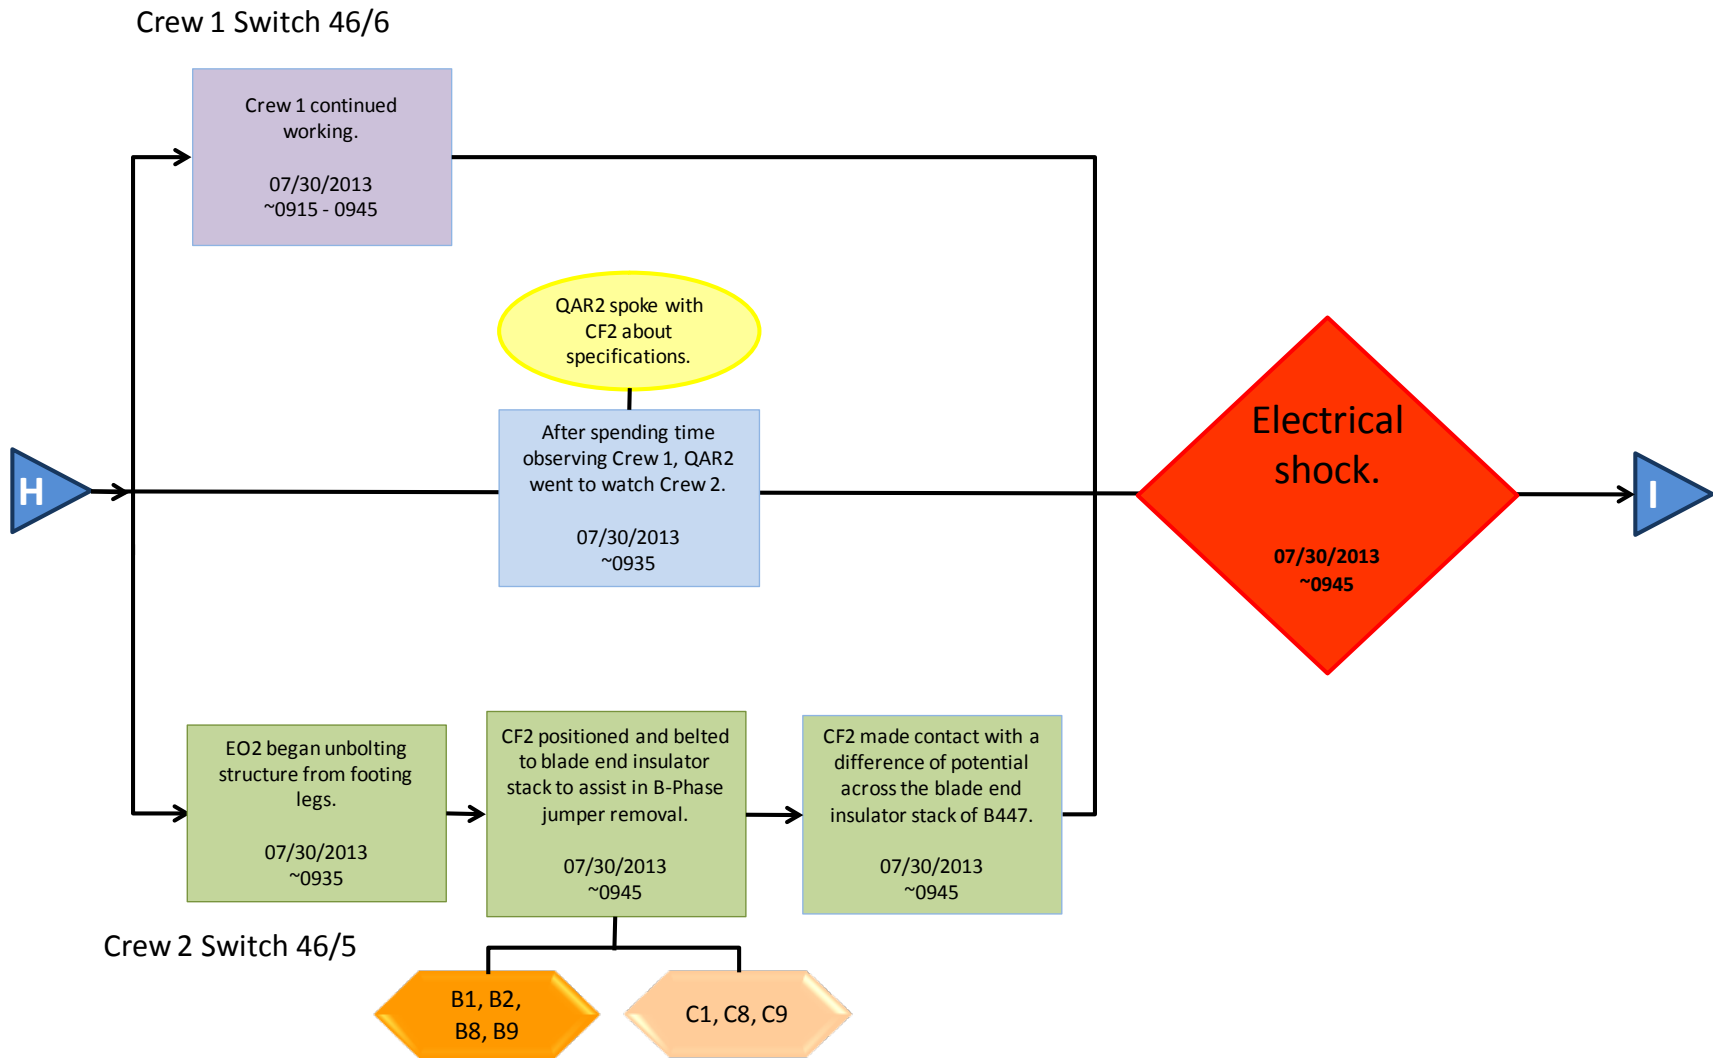 Crew 1 Switch 46/6
Crew 1 continued
working.
07/30/2013
~0915 - 0945
QAR2 spoke with
CF2 about
specifications.
After spending time
observing Crew 1, QAR2
went to watch Crew 2.
07/30/2013
~0935
H
Electrical
shock.
07/30/2013
~0945
I
EO2 began unbolting
structure from footing
legs.
07/30/2013
~0935
CF2 positioned and belted
to blade end insulator
stack to assist in B-Phase
jumper removal.
07/30/2013
~0945
CF2 made contact with a
difference of potential
across the blade end
insulator stack of B447.
07/30/2013
~0945
Crew 2 Switch 46/5
B1, B2,
B8, B9
C1, C8, C9